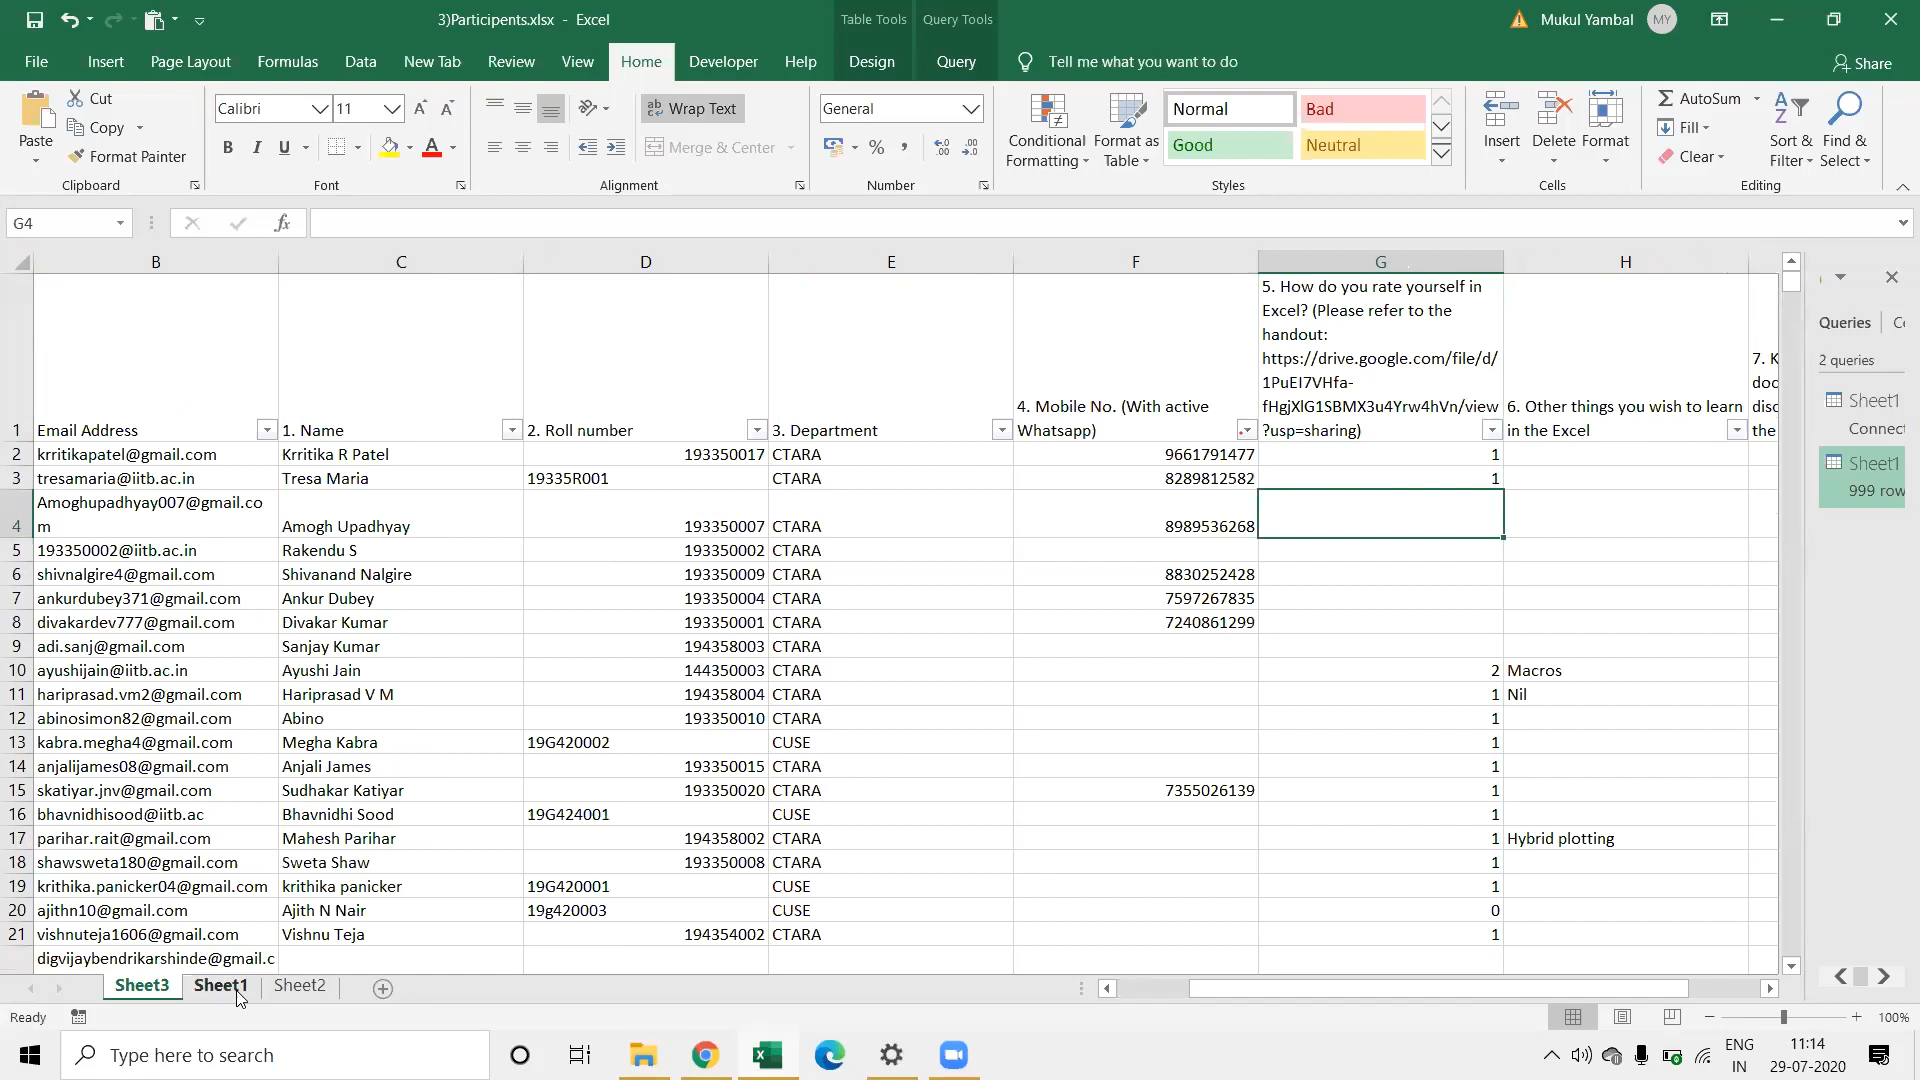 3)Participents.xlsx - Excel
Table Tools
Query Tools
Mukul Yambal
MY
File
Insert
Page Layout
Formulas
Data
New Tab
Review
View
Home
Developer
Help
Design
Query
Tell me what you want to do
Share
Paste
Cut
Copy
Format Painter
Clipboard
Calibri
11
B I U
Font
Wrap Text
Merge & Center
Alignment
General
Number
Conditional Formatting
Format as Table
Normal
Bad
Good
Neutral
Styles
Insert
Delete
Format
Cells
AutoSum
Fill
Clear
Sort & Filter
Find & Select
Editing
G4
fx
B C D E F G H
1 Email Address
1. Name
2. Roll number
3. Department
4. Mobile No. (With active
Whatsapp)
5. How do you rate yourself in
Excel? (Please refer to the
handout:
https://drive.google.com/file/d/
1PuEI7VHfa-
fHgjXlG1SBMX3u4Yrw4hVn/view
?usp=sharing)
6. Other things you wish to learn
in the Excel
7. K
doc
disc
the
2 krritikapatel@gmail.com Krritika R Patel 193350017 CTARA 9661791477 1
3 tresamaria@iitb.ac.in Tresa Maria 19335R001 CTARA 8289812582 1
Amoghupadhyay007@gmail.co
4 m Amogh Upadhyay 193350007 CTARA 8989536268
5 193350002@iitb.ac.in Rakendu S 193350002 CTARA
6 shivnalgire4@gmail.com Shivanand Nalgire 193350009 CTARA 8830252428
7 ankurdubey371@gmail.com Ankur Dubey 193350004 CTARA 7597267835
8 divakardev777@gmail.com Divakar Kumar 193350001 CTARA 7240861299
9 adi.sanj@gmail.com Sanjay Kumar 194358003 CTARA
10 ayushijain@iitb.ac.in Ayushi Jain 144350003 CTARA 2 Macros
11 hariprasad.vm2@gmail.com Hariprasad V M 194358004 CTARA 1 Nil
12 abinosimon82@gmail.com Abino 193350010 CTARA 1
13 kabra.megha4@gmail.com Megha Kabra 19G420002 CUSE 1
14 anjalijames08@gmail.com Anjali James 193350015 CTARA 1
15 skatiyar.jnv@gmail.com Sudhakar Katiyar 193350020 CTARA 7355026139 1
16 bhavnidhisood@iitb.ac Bhavnidhi Sood 19G424001 CUSE 1
17 parihar.rait@gmail.com Mahesh Parihar 194358002 CTARA 1 Hybrid plotting
18 shawsweta180@gmail.com Sweta Shaw 193350008 CTARA 1
19 krithika.panicker04@gmail.com krithika panicker 19G420001 CUSE 1
20 ajithn10@gmail.com Ajith N Nair 19g420003 CUSE 0
21 vishnuteja1606@gmail.com Vishnu Teja 194354002 CTARA 1
digvijaybendrikarshinde@gmail.c
Queries
2 queries
Sheet1
Connect
Sheet1
999 row
Sheet3
Sheet1
Sheet2
Ready
100%
Type here to search
ENG
IN
11:14
29-07-2020